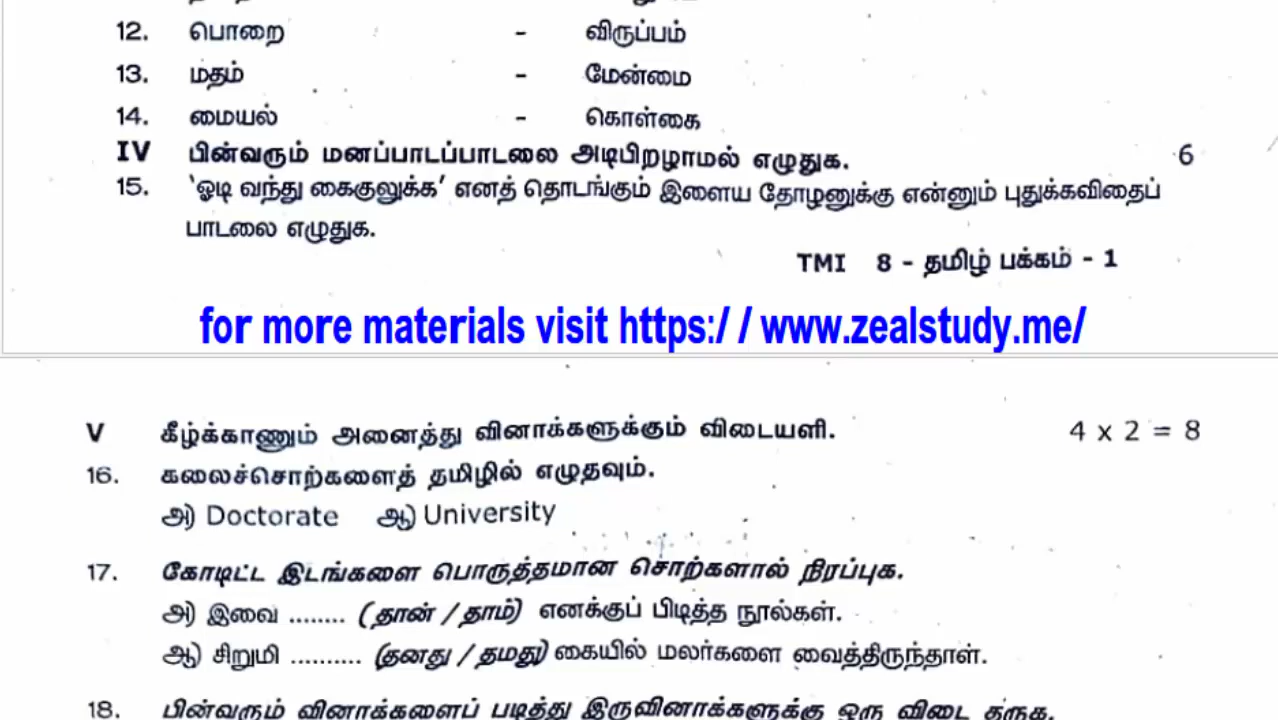 12. பொறை - விருப்பம்
13. மதம் - மேன்மை
14. மையல் - கொள்கை
IV பின்வரும் மனப்பாடப்பாடலை அடிபிறழாமல் எழுதுக. 6
15. 'ஓடி வந்து கைகுலுக்க' எனத் தொடங்கும் இளைய தோழனுக்கு என்னும் புதுக்கவிதைப்
பாடலை எழுதுக.
TMI 8 - தமிழ் பக்கம் - 1
for more materials visit https:/ / www.zealstudy.me/
V கீழ்க்காணும் அனைத்து வினாக்களுக்கும் விடையளி. 4 x 2 = 8
16. கலைச்சொற்களைத் தமிழில் எழுதவும்.
அ) Doctorate ஆ) University
17. கோடிட்ட இடங்களை பொருத்தமான சொற்களால் நிரப்புக.
அ) இவை ........ (தான் / தாம்) எனக்குப் பிடித்த நூல்கள்.
ஆ) சிறுமி .......... (தனது / தமது) கையில் மலர்களை வைத்திருந்தாள்.
18. பின்வரும் வினாக்களைப் படித்து இருவினாக்களுக்கு ஒரு விடை தருக.